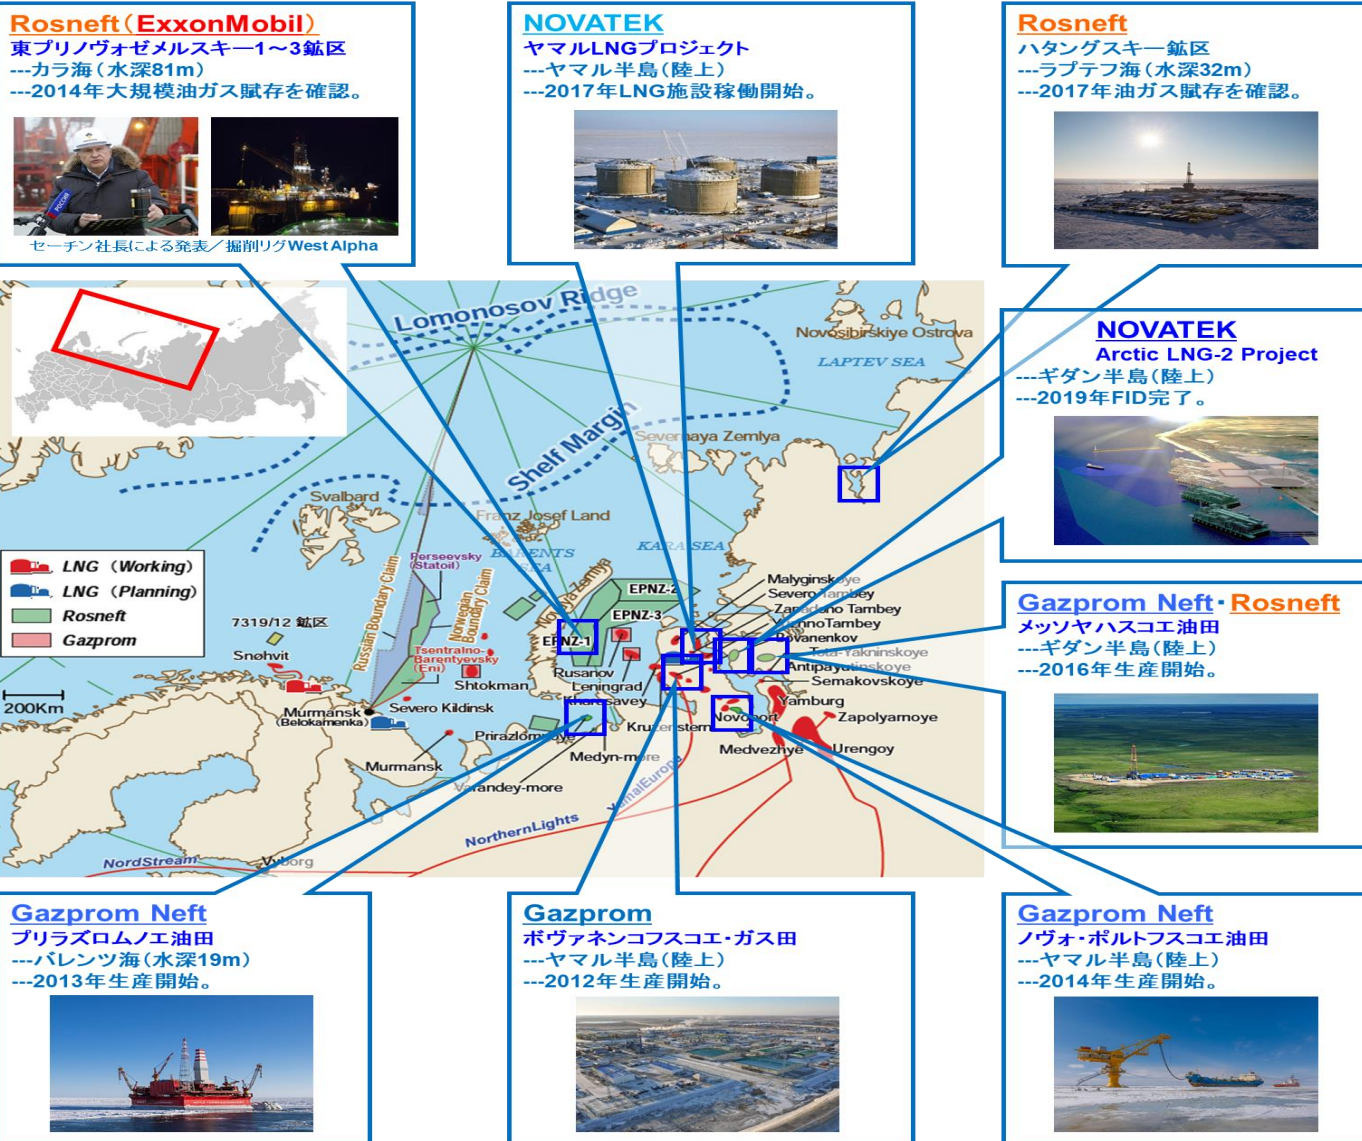 Rosneft（ExxonMobil）
東プリノヴォゼメルスキー1～3鉱区
---カラ海（水深81m）
---2014年大規模油ガス賦存を確認。
セーチン社長による発表／掘削リグWest Alpha
NOVATEK
ヤマルLNGプロジェクト
---ヤマル半島（陸上）
---2017年LNG施設稼働開始。
Rosneft
ハタングスキー鉱区
---ラプテフ海（水深32m）
---2017年油ガス賦存を確認。
NOVATEK
Arctic LNG-2 Project
---ギダン半島（陸上）
---2019年FID完了。
Gazprom Neft・Rosneft
メッソヤハスコエ油田
---ギダン半島（陸上）
---2016年生産開始。
Gazprom Neft
プリラズロムノエ油田
---バレンツ海（水深19m）
---2013年生産開始。
Gazprom
ボヴァネンコフスコエ・ガス田
---ヤマル半島（陸上）
---2012年生産開始。
Gazprom Neft
ノヴォ・ポルトフスコエ油田
---ヤマル半島（陸上）
---2014年生産開始。
Lomonosov Ridge
Shelf Margin
Novosibirskiye Ostrova
LAPTEV SEA
Severnaya Zemlya
Svalbard
Franz Josef Land
BARENTS
SEA
KARA SEA
Novaya Zemlya
LNG （Working）
LNG （Planning）
Rosneft
Gazprom
200Km
7319/12 鉱区
Snøhvit
Perseevsky
(Statoil)
Russian Boundary Claim
Norwegian
Boundary Claim
Tsentralno-
Barentyevsky
(Eni)
Shtokman
EPNZ-2
EPNZ-3
EPNZ-1
Rusanov
Leningrad
Kharasavey
Kruzenstern
Malyginskoye
Severo Tambey
Zapadno Tambey
Tambey
Bovanenkov
Tota-Yakninskoye
Antipayutinskoye
Semakovskoye
Yamburg
Zapolyarnoye
Urengoy
Medvezhye
Novoport
Murmansk
(Belokamenka)
Severo Kildinsk
Murmansk
Prirazlomnoye
Medyn-more
Varandey-more
YamalEurope
NorthernLights
NordStream
Vyborg